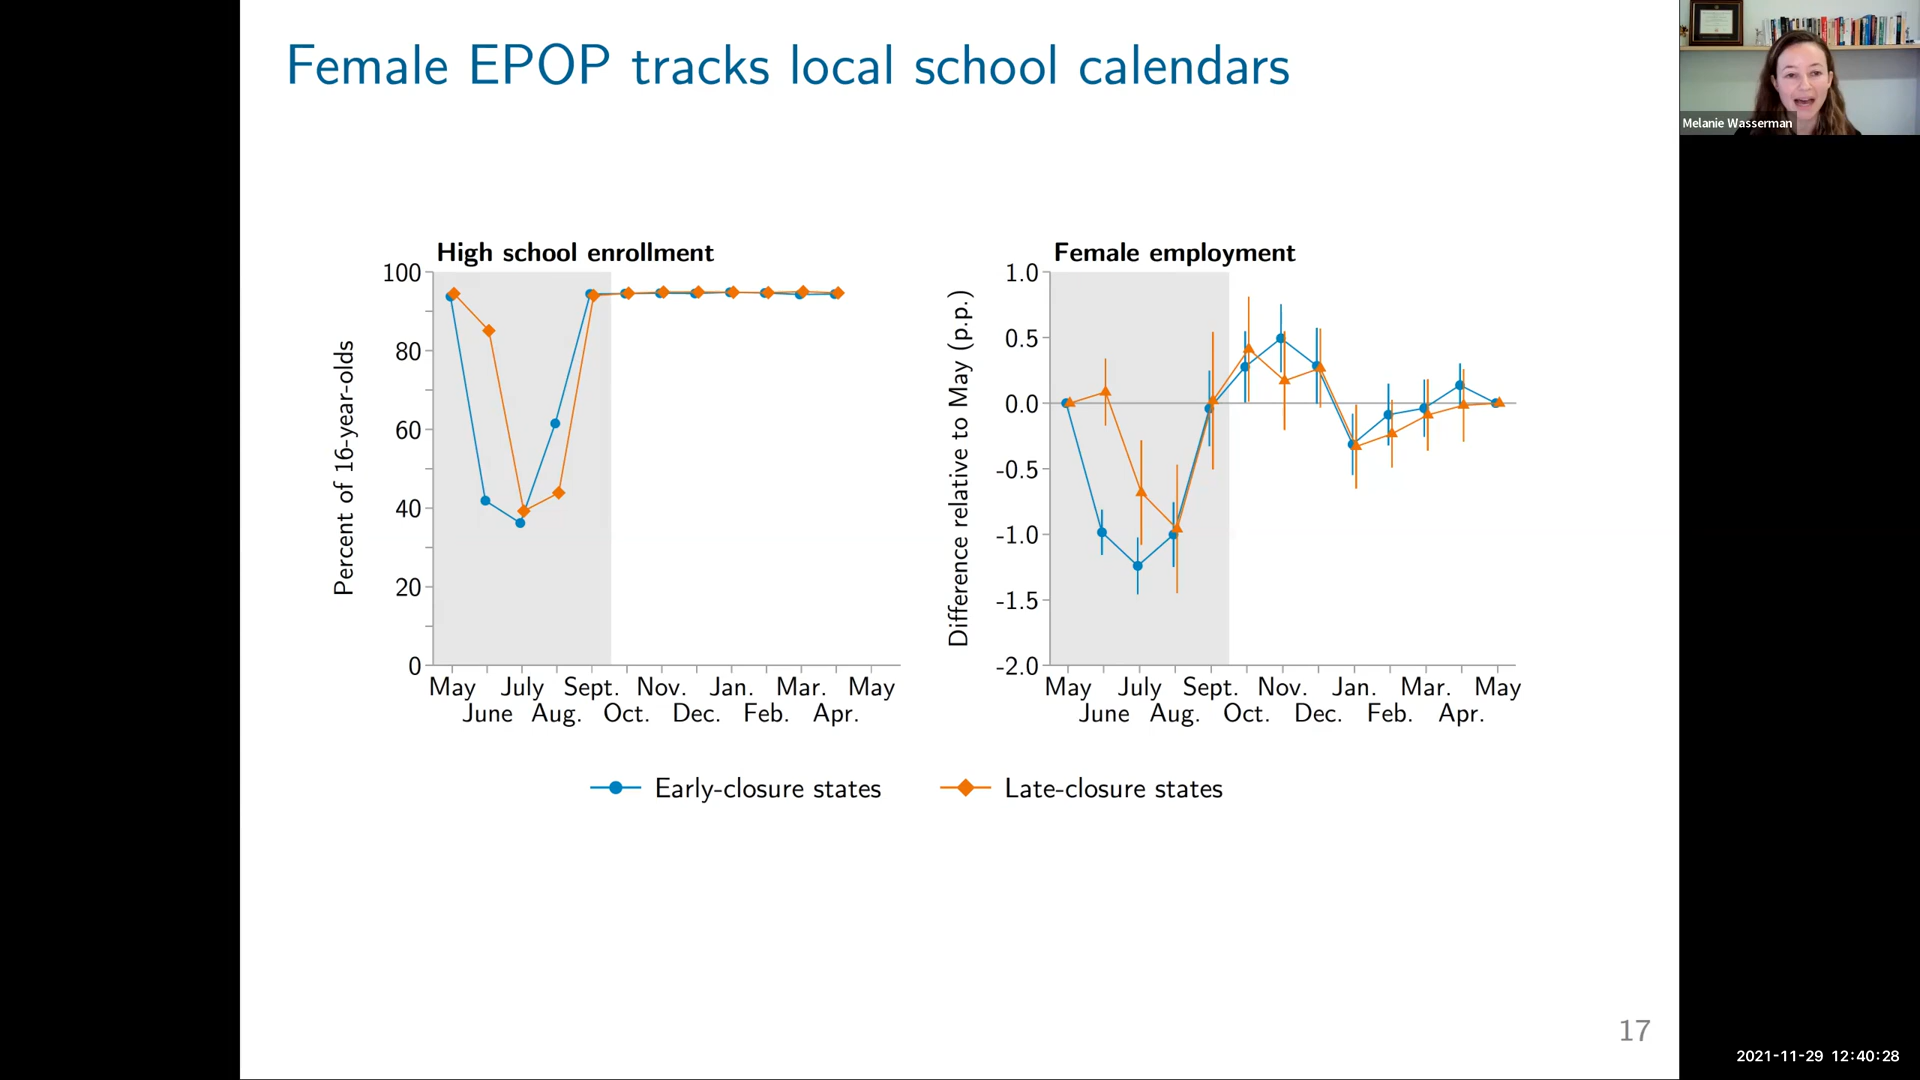 Female EPOP tracks local school calendars
Melanie Wasserman
High school enrollment
Percent of 16-year-olds
100
80
60
40
20
0
May July Sept. Nov. Jan. Mar. May
June Aug. Oct. Dec. Feb. Apr.
Female employment
Difference relative to May (p.p.)
1.0
0.5
0.0
-0.5
-1.0
-1.5
-2.0
May July Sept. Nov. Jan. Mar. May
June Aug. Oct. Dec. Feb. Apr.
Early-closure states Late-closure states
17
2021-11-29 12:40:28